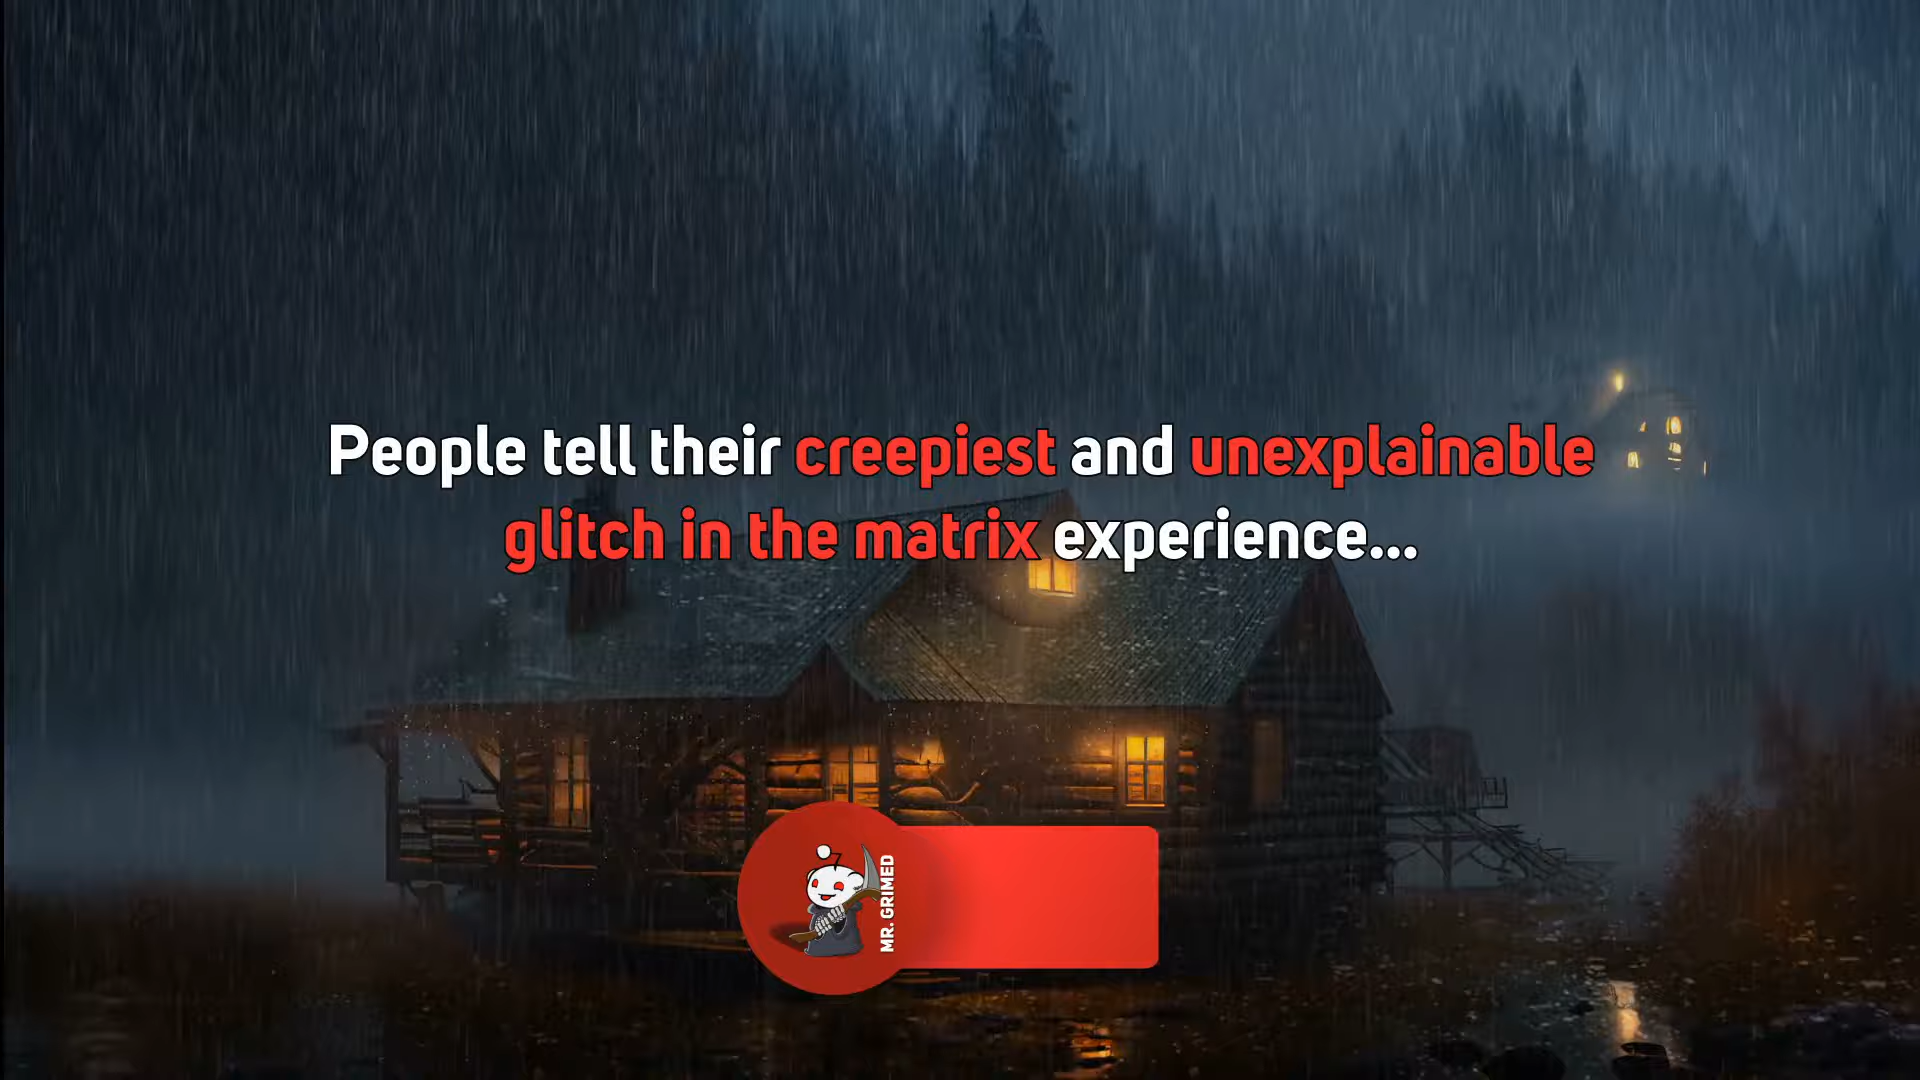 People tell their creepiest and unexplainable
glitch in the matrix experience...
MR. GRIMED